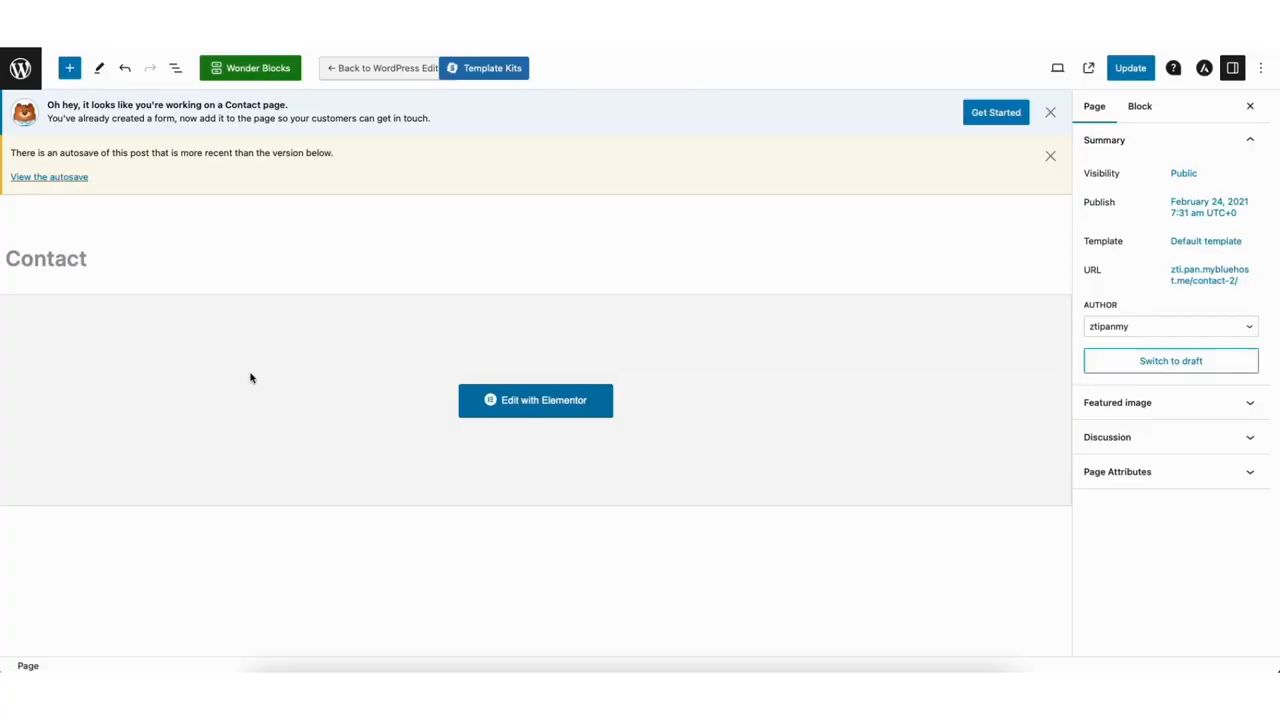 Wonder Blocks
← Back to WordPress Edit
Template Kits
Update
Oh hey, it looks like you're working on a Contact page.
You've already created a form, now add it to the page so your customers can get in touch.
Get Started
There is an autosave of this post that is more recent than the version below.
View the autosave
Contact
Edit with Elementor
Page Block
Summary
Visibility Public
Publish February 24, 2021
7:31 am UTC+0
Template Default template
URL zti.pan.mybluehos
t.me/contact-2/
AUTHOR
ztipanmy
Switch to draft
Featured image
Discussion
Page Attributes
Page